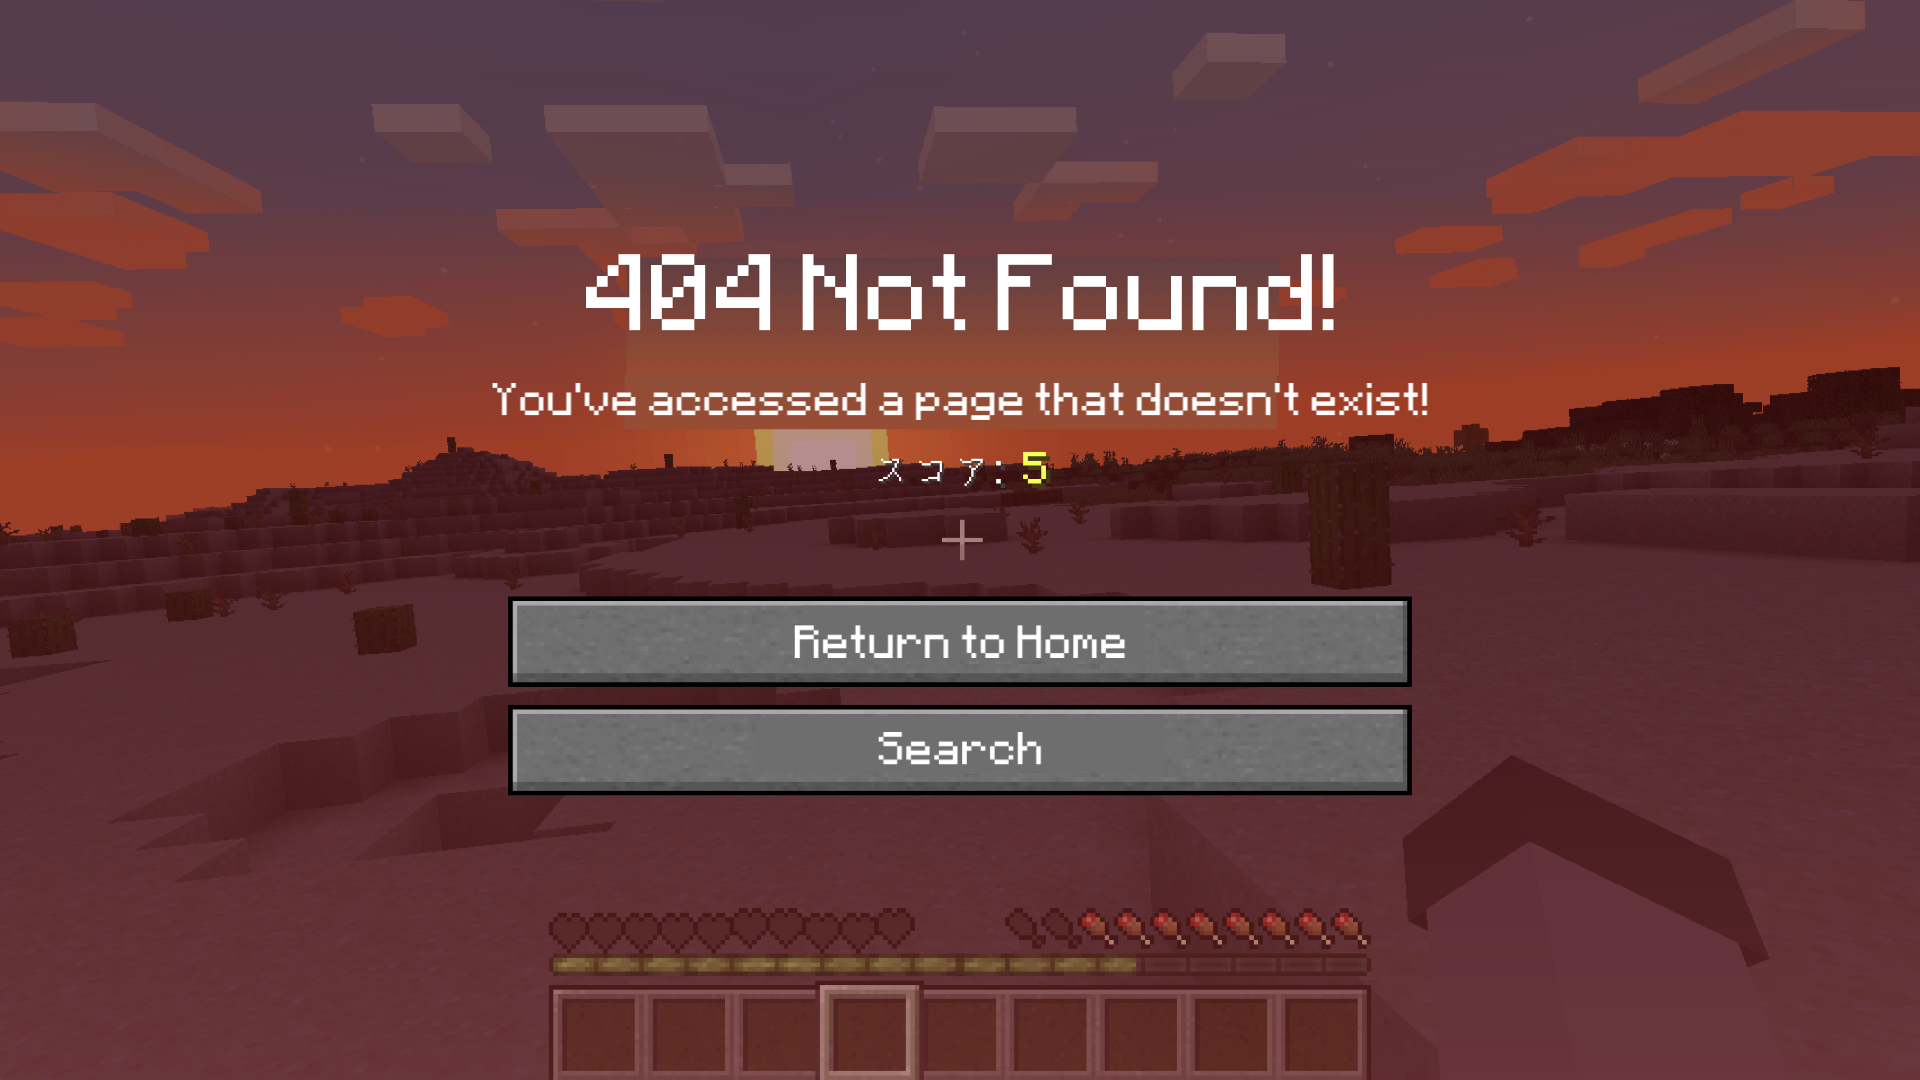 404 Not Found!
You've accessed a page that doesn't exist!
スコア: 5
Return to Home
Search